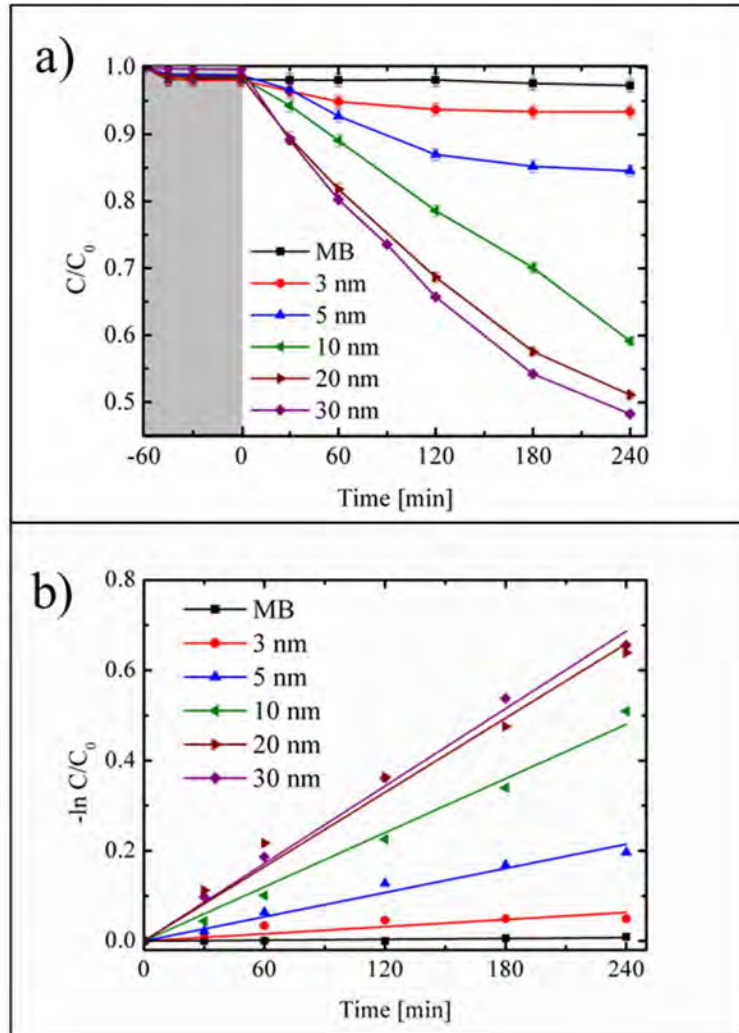 a)
1.0
0.9
0.8
0.7
0.6
0.5
C/C0
MB
3 nm
5 nm
10 nm
20 nm
30 nm
-60 0 60 120 180 240
Time [min]
b)
0.8
0.6
0.4
0.2
0.0
-ln C/C0
MB
3 nm
5 nm
10 nm
20 nm
30 nm
0 60 120 180 240
Time [min]